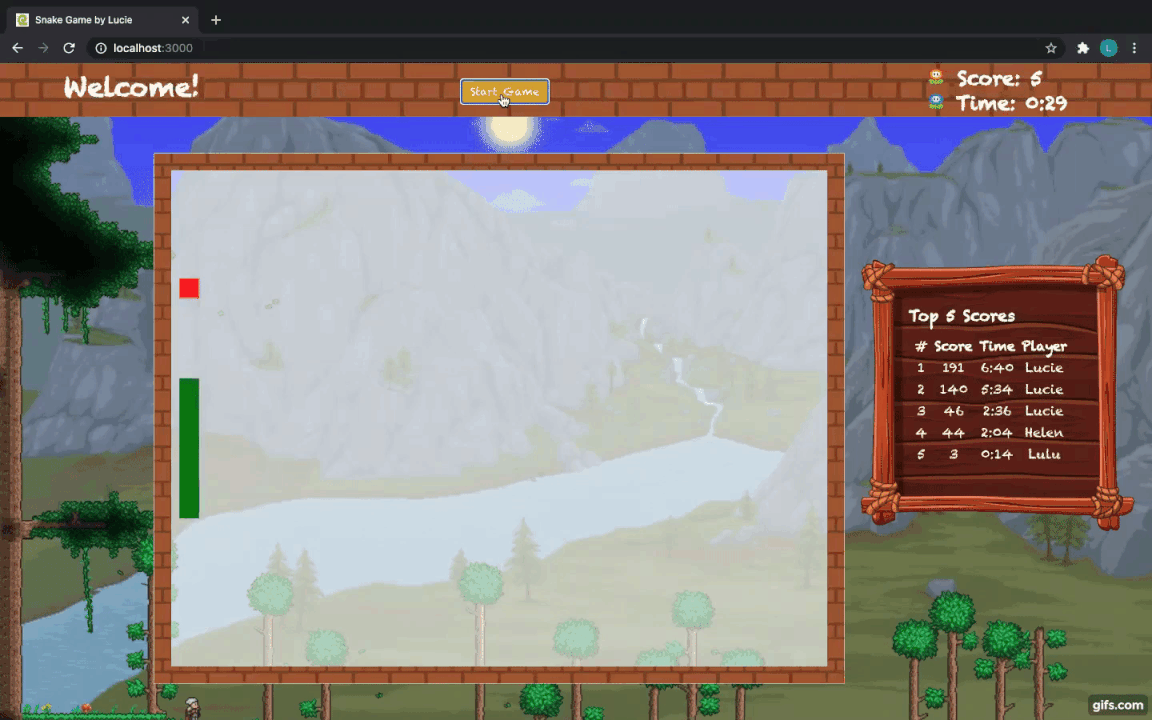 Snake Game by Lucie
localhost:3000
L
Welcome!
Start Game
Score: 5
Time: 0:29
Top 5 Scores
# Score Time Player
1 191 6:40 Lucie
2 140 5:34 Lucie
3 46 2:36 Lucie
4 44 2:04 Helen
5 3 0:14 Lulu
gifs.com